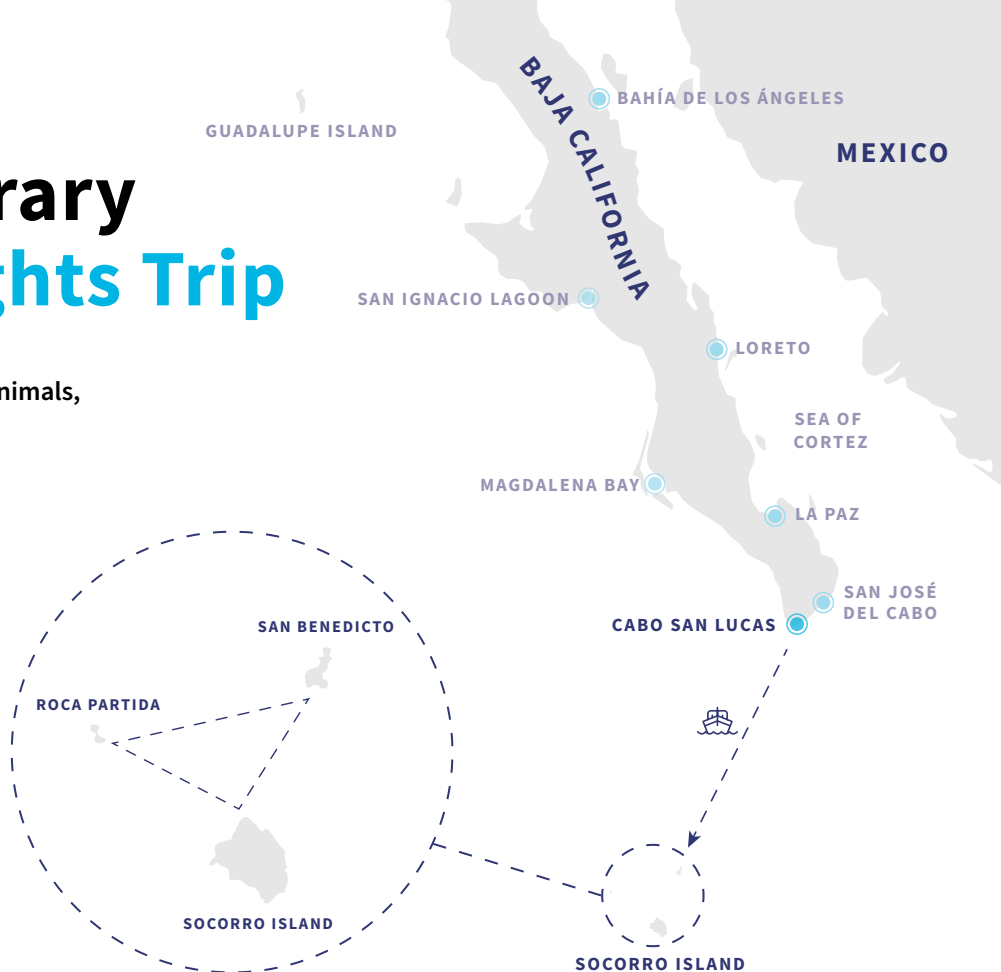 BAHÍA DE LOS ÁNGELES
GUADALUPE ISLAND
MEXICO
BAJA CALIFORNIA
rary
ghts Trip
SAN IGNACIO LAGOON
LORETO
nimals,
SEA OF
CORTEZ
MAGDALENA BAY
LA PAZ
SAN JOSÉ
DEL CABO
CABO SAN LUCAS
SAN BENEDICTO
ROCA PARTIDA
SOCORRO ISLAND
SOCORRO ISLAND